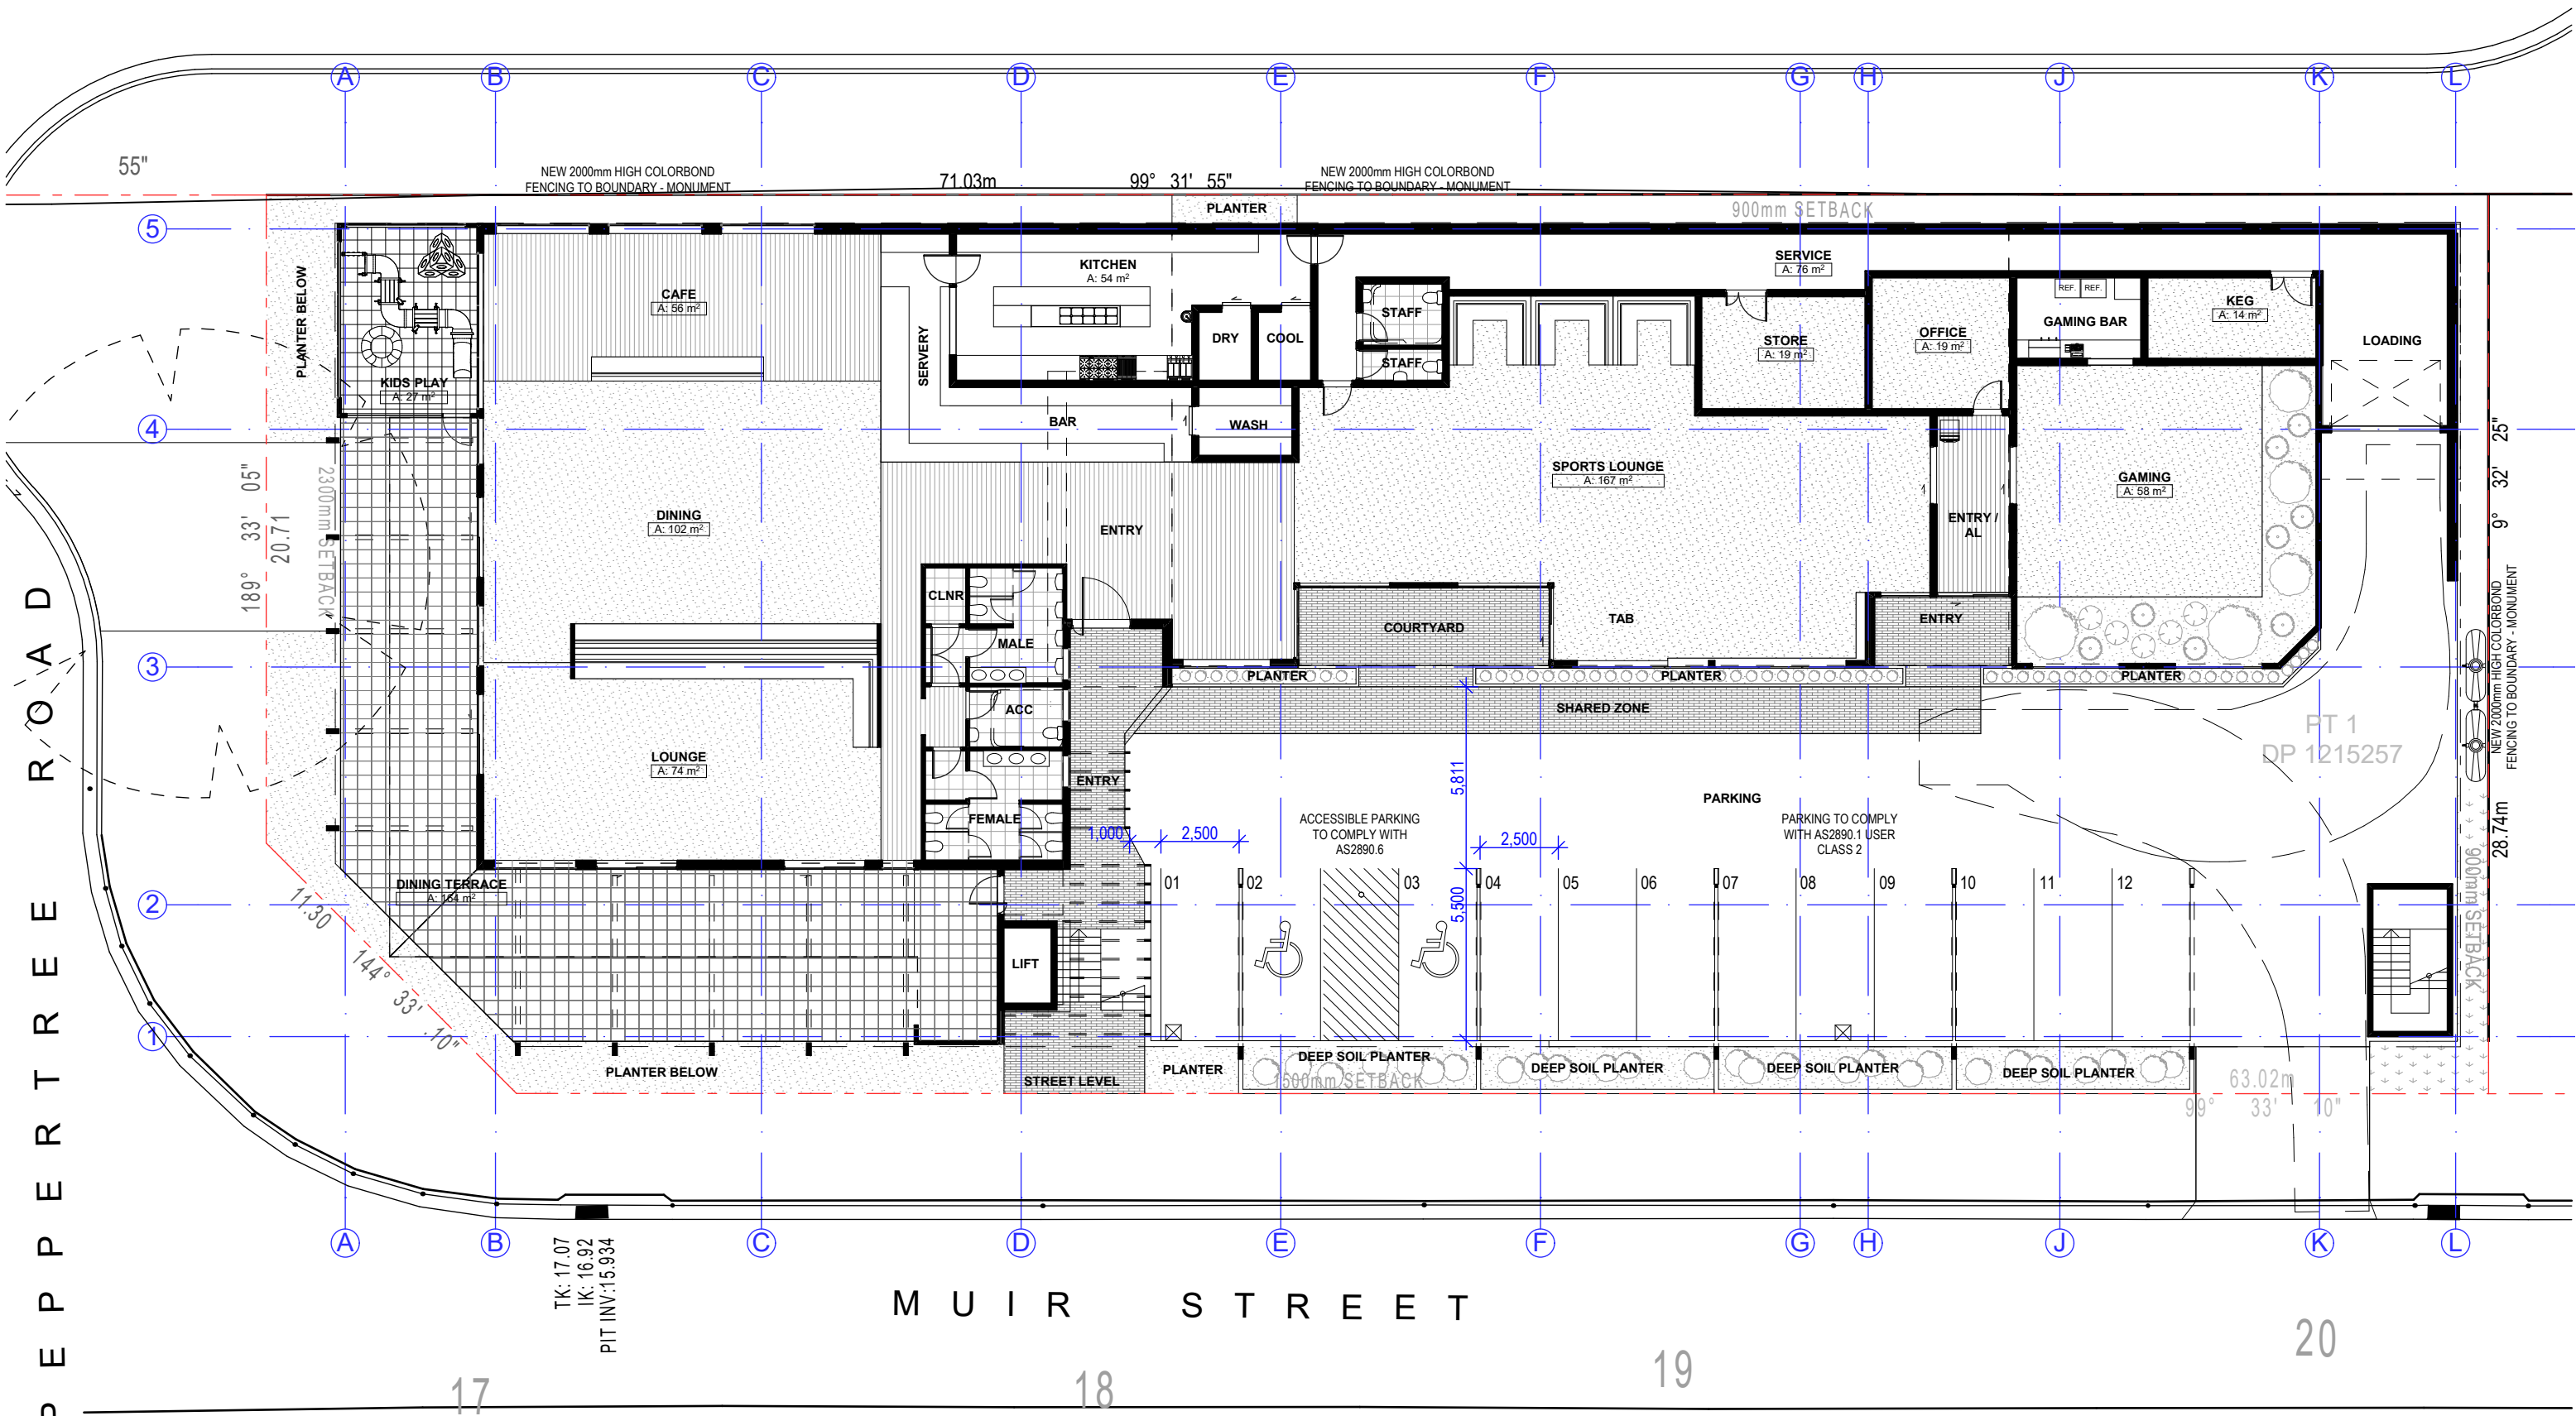 A B C D E F G H J K L
55"
NEW 2000mm HIGH COLORBOND
FENCING TO BOUNDARY - MONUMENT
71.03m
99° 31' 55"
NEW 2000mm HIGH COLORBOND
FENCING TO BOUNDARY - MONUMENT
PLANTER
900mm SETBACK
5
4
3
2
1
PLANTER BELOW
KIDS PLAY
A: 27 m²
CAFE
A: 56 m²
SERVERY
KITCHEN
A: 54 m²
DRY
COOL
STAFF
STAFF
SERVICE
A: 76 m²
STORE
A: 19 m²
OFFICE
A: 19 m²
REF.
REF.
GAMING BAR
KEG
A: 14 m²
LOADING
BAR
WASH
DINING
A: 102 m²
ENTRY
SPORTS LOUNGE
A: 167 m²
ENTRY /
AL
GAMING
A: 58 m²
9° 32' 25"
189° 33' 05"
20.71
2300mm SETBACK
CLNR
MALE
ACC
FEMALE
COURTYARD
TAB
ENTRY
PLANTER
PLANTER
PLANTER
SHARED ZONE
LOUNGE
A: 74 m²
ENTRY
1,000
2,500
5,811
2,500
5,500
ACCESSIBLE PARKING
TO COMPLY WITH
AS2890.6
PARKING
PARKING TO COMPLY
WITH AS2890.1 USER
CLASS 2
PT 1
DP 1215257
NEW 2000mm HIGH COLORBOND
FENCING TO BOUNDARY - MONUMENT
28.74m
900mm SETBACK
DINING TERRACE
A: 164 m²
01
02
03
04
05
06
07
08
09
10
11
12
11.30
144° 33' .10"
LIFT
PLANTER BELOW
STREET LEVEL
PLANTER
DEEP SOIL PLANTER
1500mm SETBACK
DEEP SOIL PLANTER
DEEP SOIL PLANTER
DEEP SOIL PLANTER
63.02m
99° 33' 10"
A B C D E F G H J K L
TK: 17.07
IK: 16.92
PIT INV:15.934
MUIR STREET
PEPPERTREE ROAD
17
18
19
20